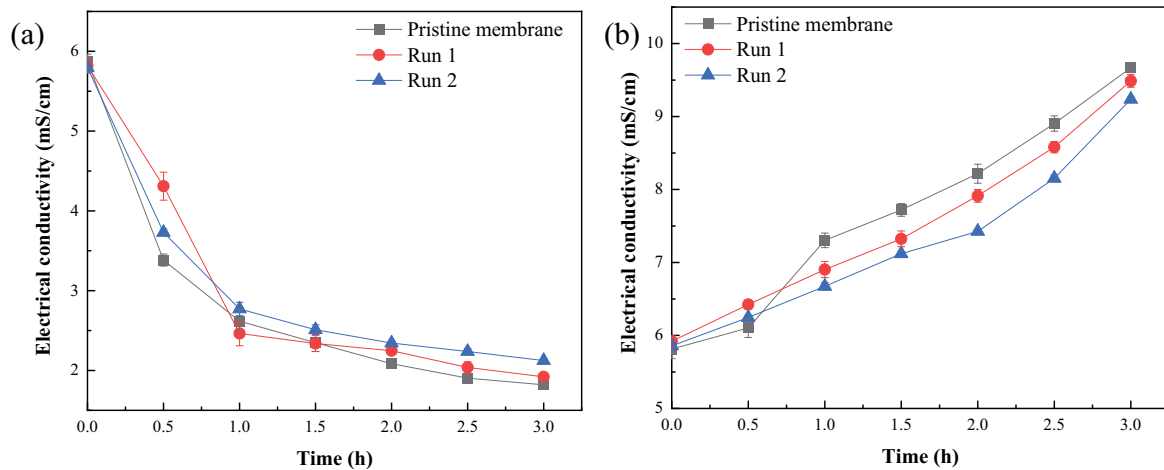 (a)
Pristine membrane
Run 1
Run 2
6
5
4
3
2
Electrical conductivity (mS/cm)
0.0 0.5 1.0 1.5 2.0 2.5 3.0
Time (h)
(b)
Pristine membrane
Run 1
Run 2
10
9
8
7
6
5
Electrical conductivity (mS/cm)
0.0 0.5 1.0 1.5 2.0 2.5 3.0
Time (h)